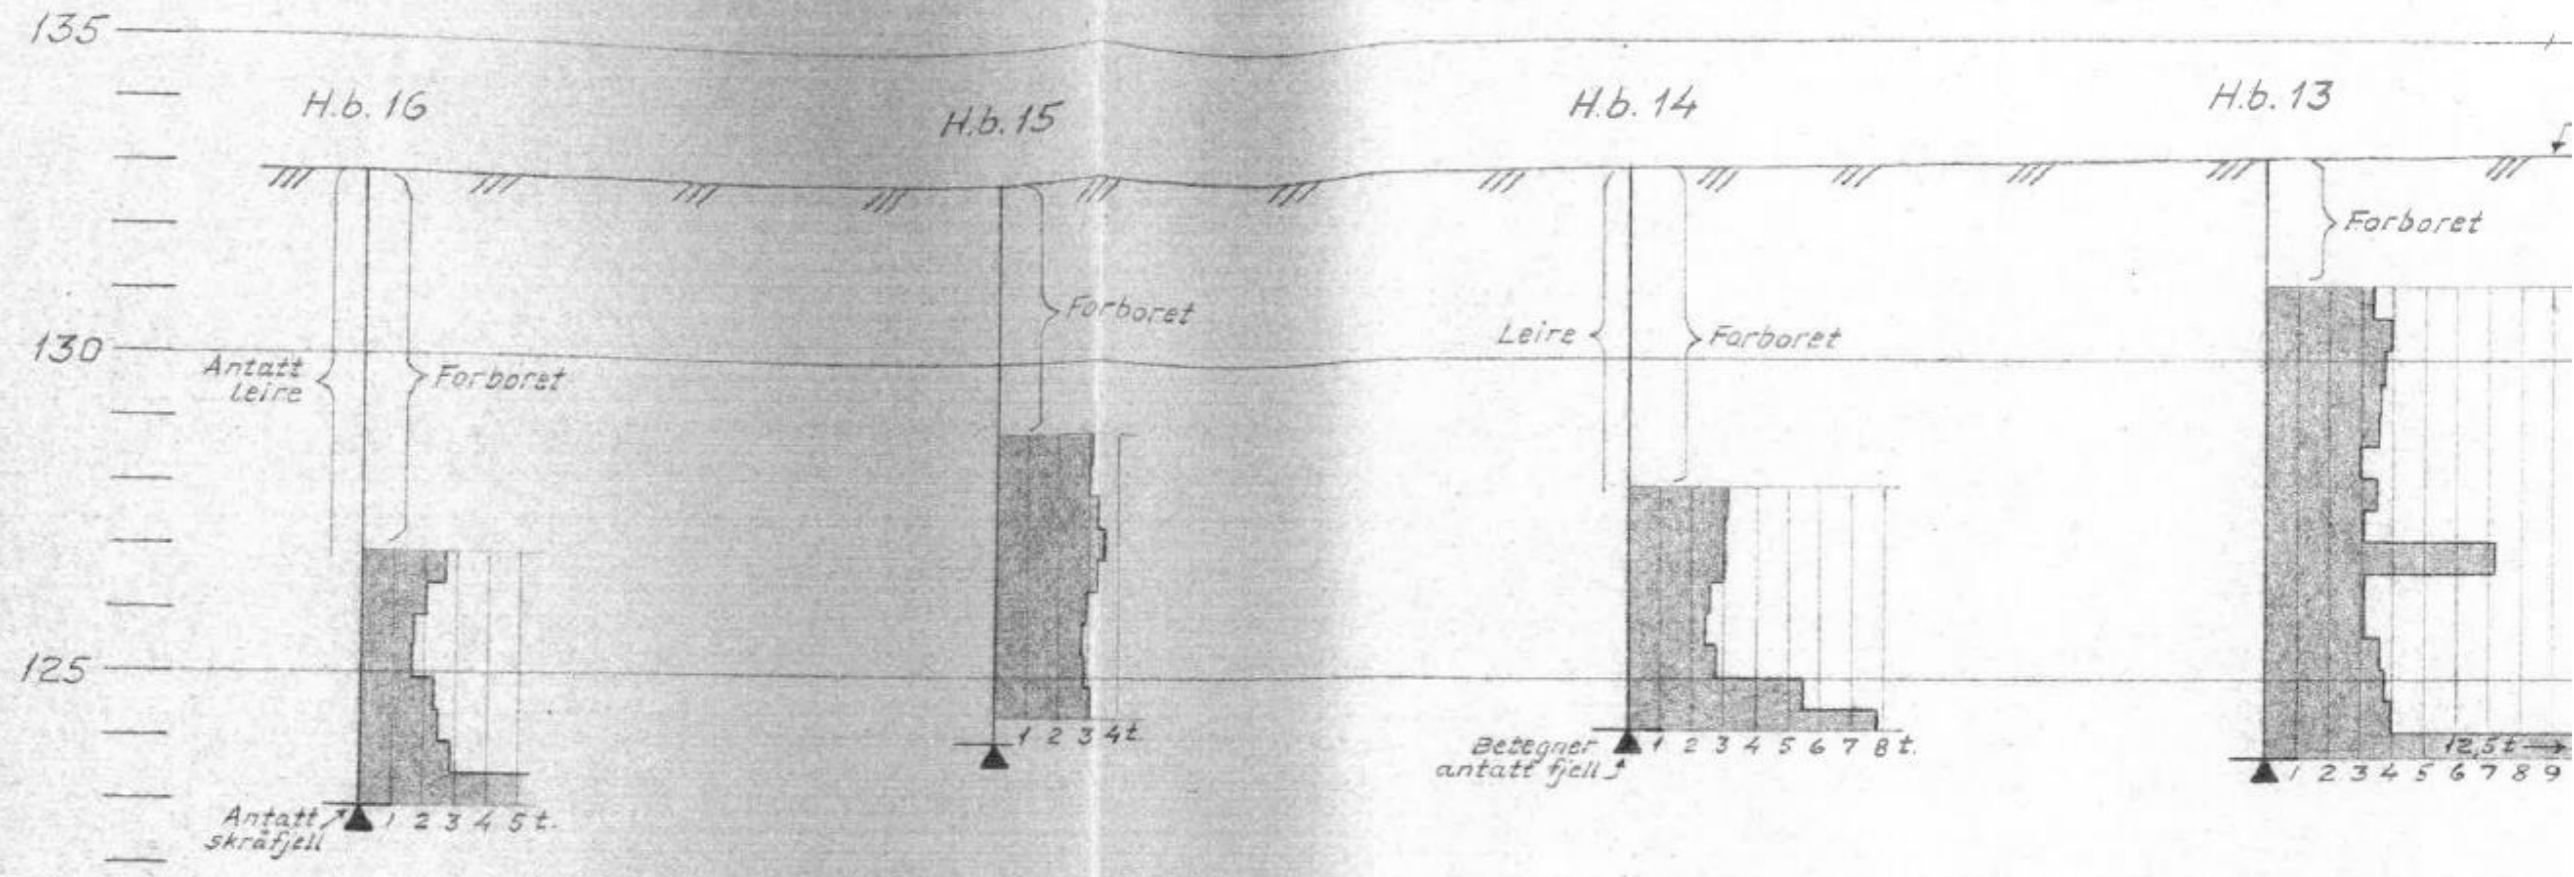 135
H.b. 16
H.b. 15
H.b. 14
H.b. 13
Forboret
Forboret
130
Leire
Forboret
Antatt
leire
Forboret
125
1 2 3 4 t.
Betegner
antatt fjell
1 2 3 4 5 6 7 8 t.
12,5 t
1 2 3 4 5 6 7 8 9
Antatt
skråfjell
1 2 3 4 5 t.